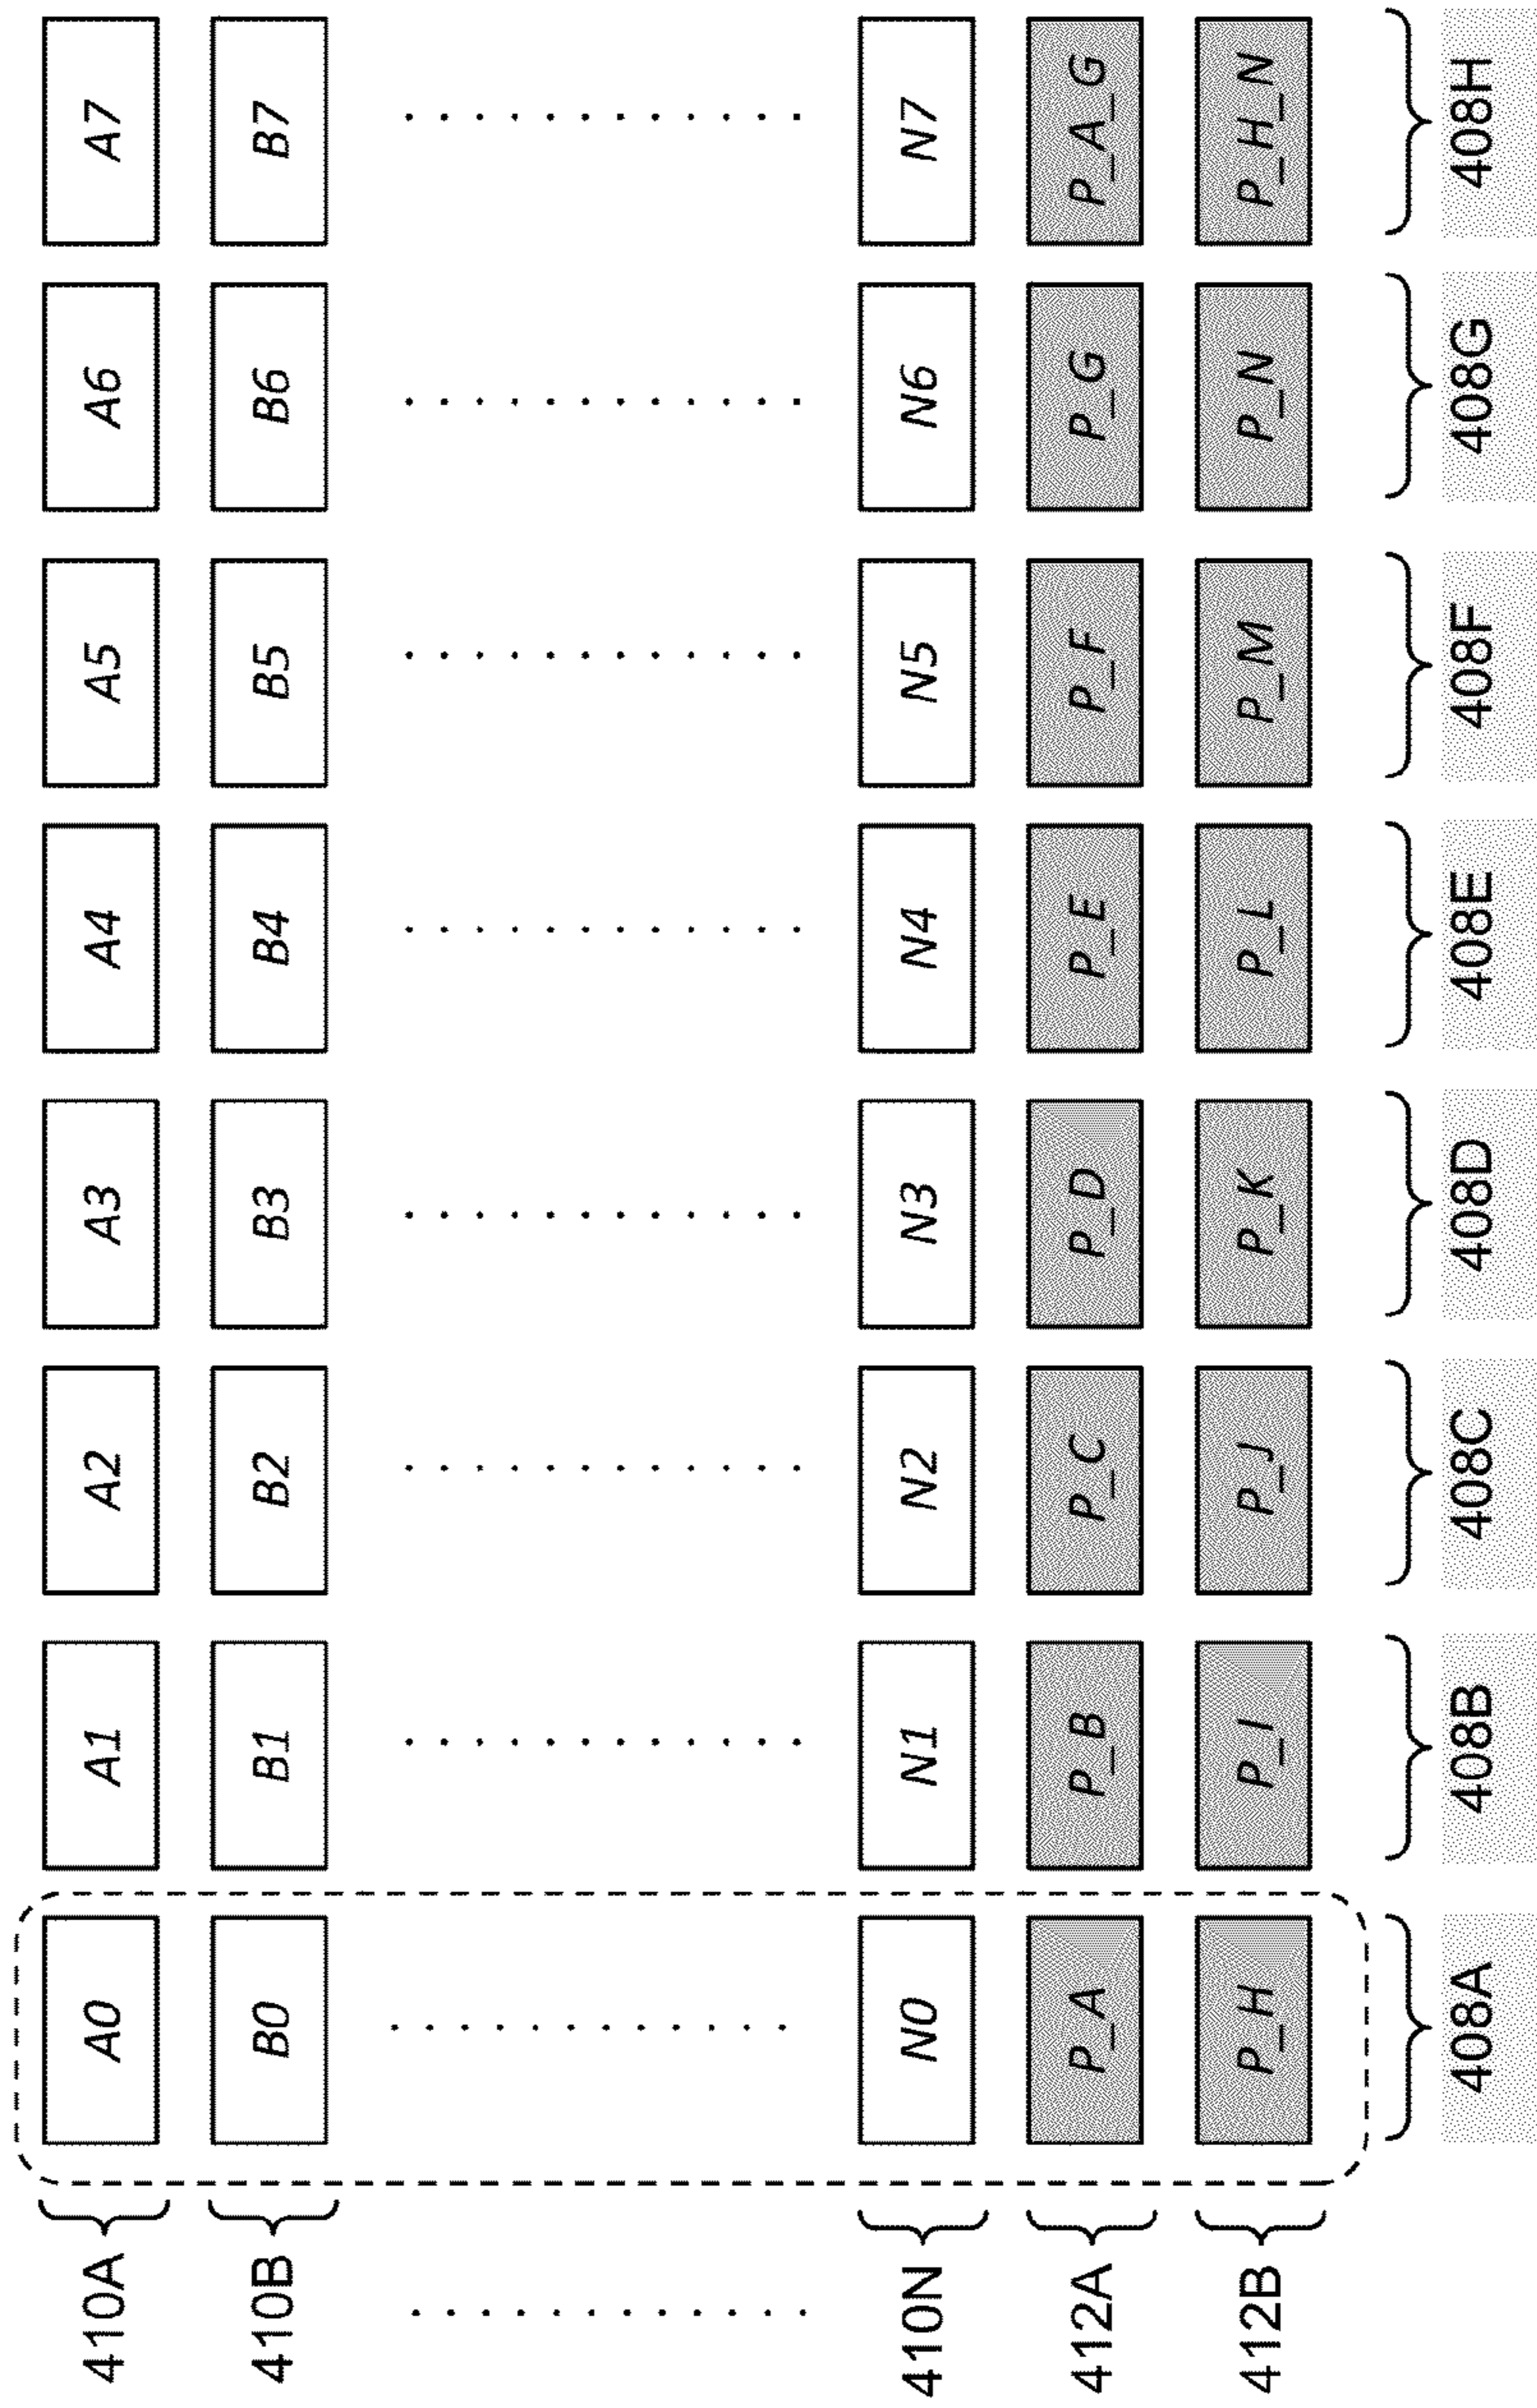 410A A0 A1 A2 A3 A4 A5 A6 A7
410B B0 B1 B2 B3 B4 B5 B6 B7
410N N0 N1 N2 N3 N4 N5 N6 N7
412A P_A P_B P_C P_D P_E P_F P_G P_A_G
412B P_H P_I P_J P_K P_L P_M P_N P_H_N
408A 408B 408C 408D 408E 408F 408G 408H